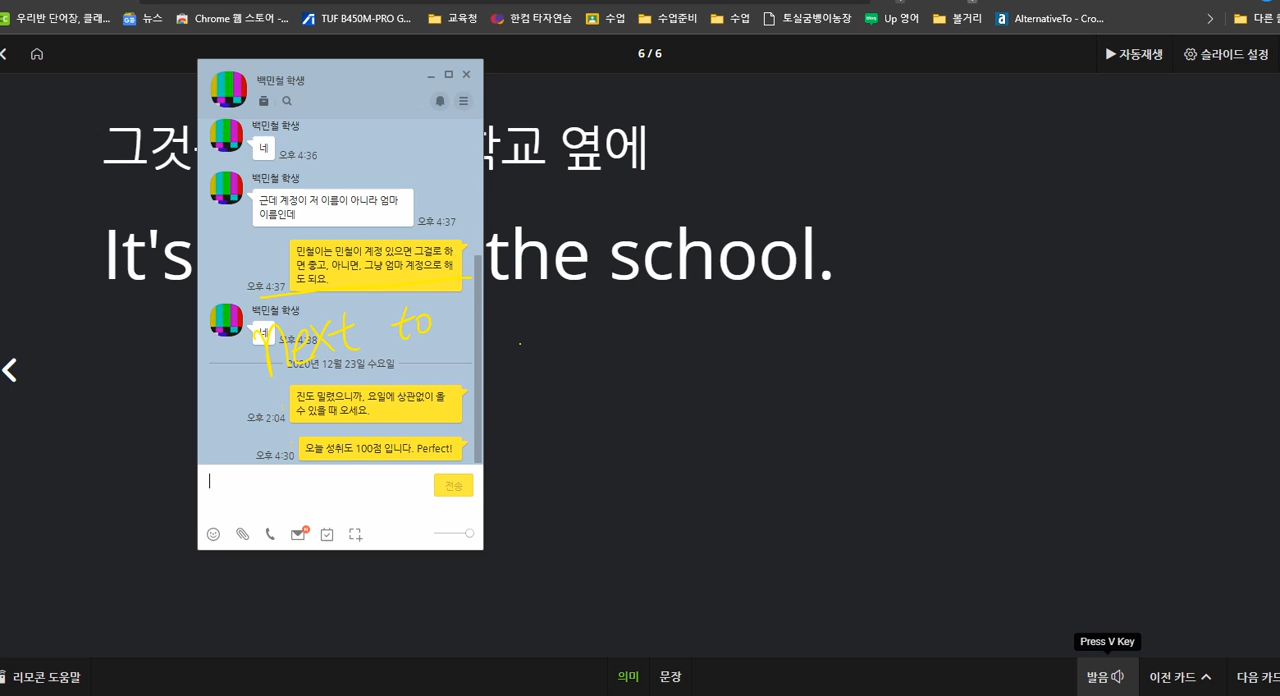 우리반 단어장, 클래... 뉴스 Chrome 웹 스토어 -... TUF B450M-PRO G... 교육청 한컴 타자연습 수업 수업준비 수업 토실굼벵이농장 Up 영어 볼거리 AlternativeTo - Cro... 다른
6 / 6
자동재생 슬라이드 설정
백민철 학생
그것 학교 옆에
It's the school.
백민철 학생
네
오후 4:36
백민철 학생
근데 계정이 저 이름이 아니라 엄마
이름인데
오후 4:37
민철이는 민철이 계정 있으면 그걸로 하
면 좋고, 아니면, 그냥 엄마 계정으로 해
도 되요.
오후 4:37
백민철 학생
네
오후 4:38
next to
2020년 12월 23일 수요일
진도 밀렸으니까, 요일에 상관없이 올
수 있을 때 오세요.
오후 2:04
오늘 성취도 100점 입니다. Perfect!
오후 4:30
전송
Press V Key
리모콘 도움말 의미 문장 발음 이전 카드 다음 카드